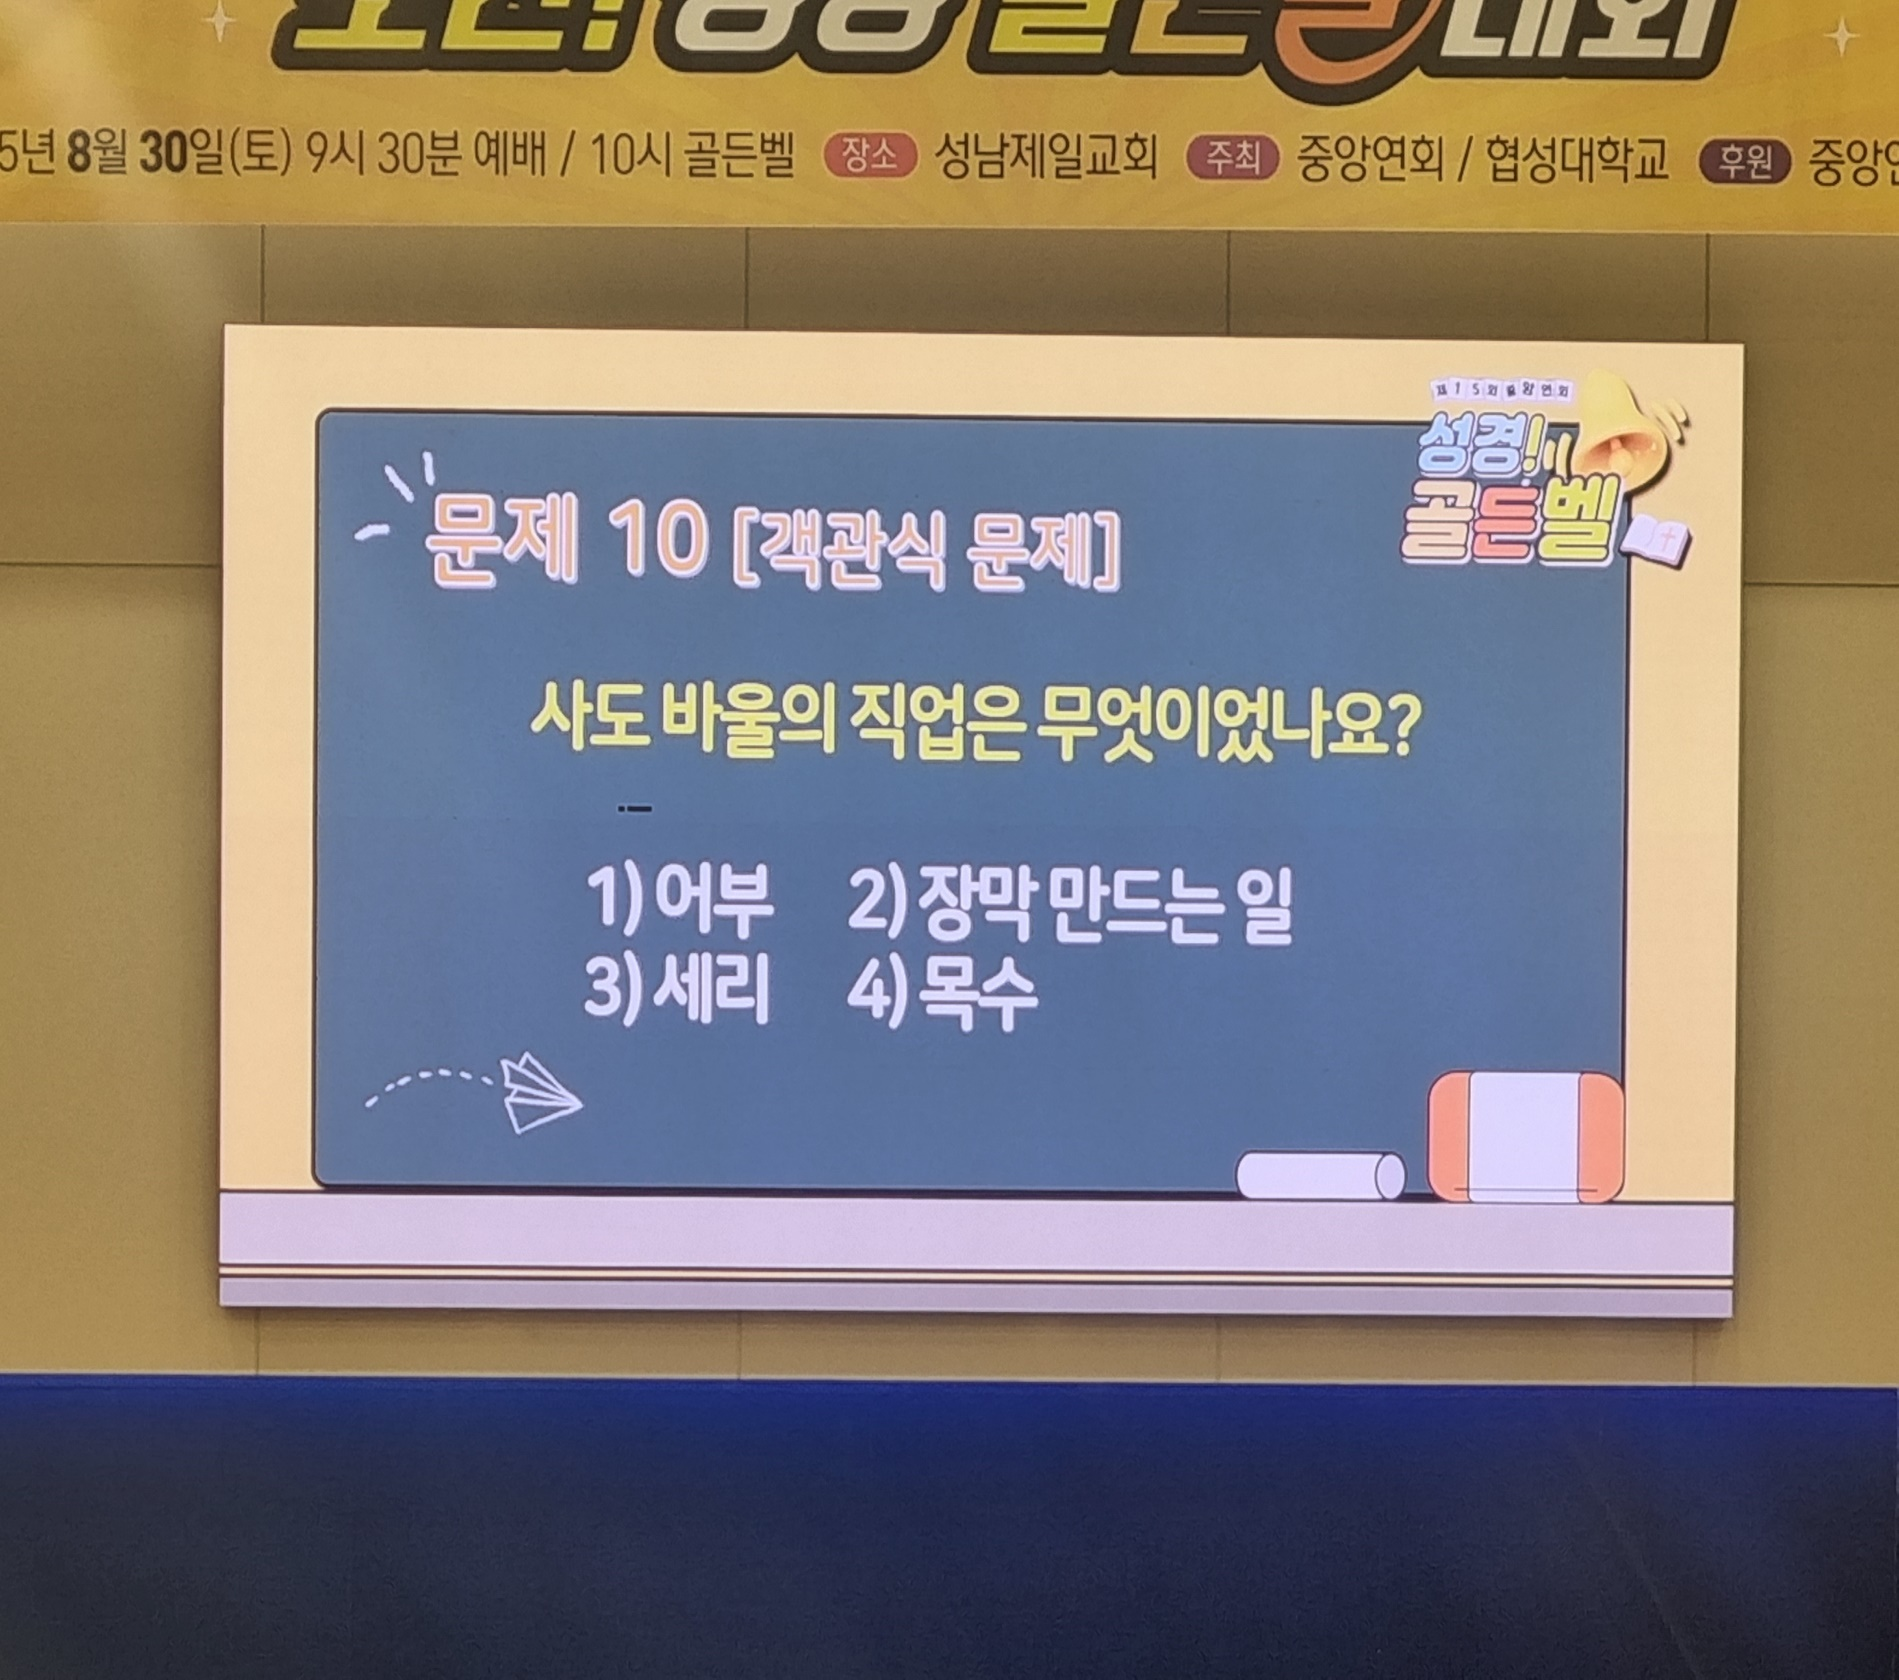 대회
5년 8월 30일(토) 9시 30분 예배 / 10시 골든벨 장소 성남제일교회 주최 중앙연회 / 협성대학교 후원
성경!
골든벨
문제 10 [객관식 문제]
사도 바울의 직업은 무엇이었나요?
1) 어부 2) 장막 만드는 일
3) 세리 4) 목수